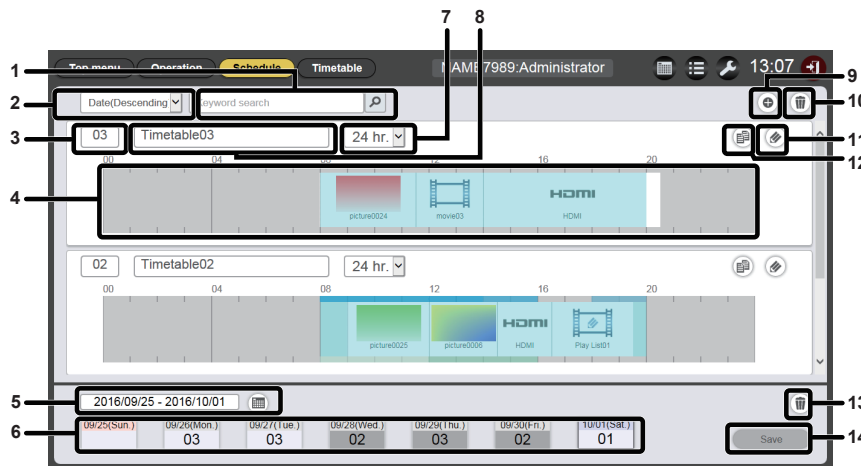 7 8
Top menu Operation Schedule Timetable NAME7989:Administrator 13:07
1
9
2 Date(Descending Keyword search 10
3 03 Timetable03 24 hr. 11
12
00 04 08 12 16 20
4
HDMI
picture0024 movie03 HDMI
02 Timetable02 24 hr.
00 04 08 12 16 20
HDMI
picture0025 picture0006 HDMI Play List01
5 2016/09/25 - 2016/10/01 13
6 09/25(Sun.) 09/26(Mon.) 09/27(Tue.) 09/28(Wed.) 09/29(Thu.) 09/30(Fri.) 10/01(Sat.)
03 03 02 03 02 01
Save 14